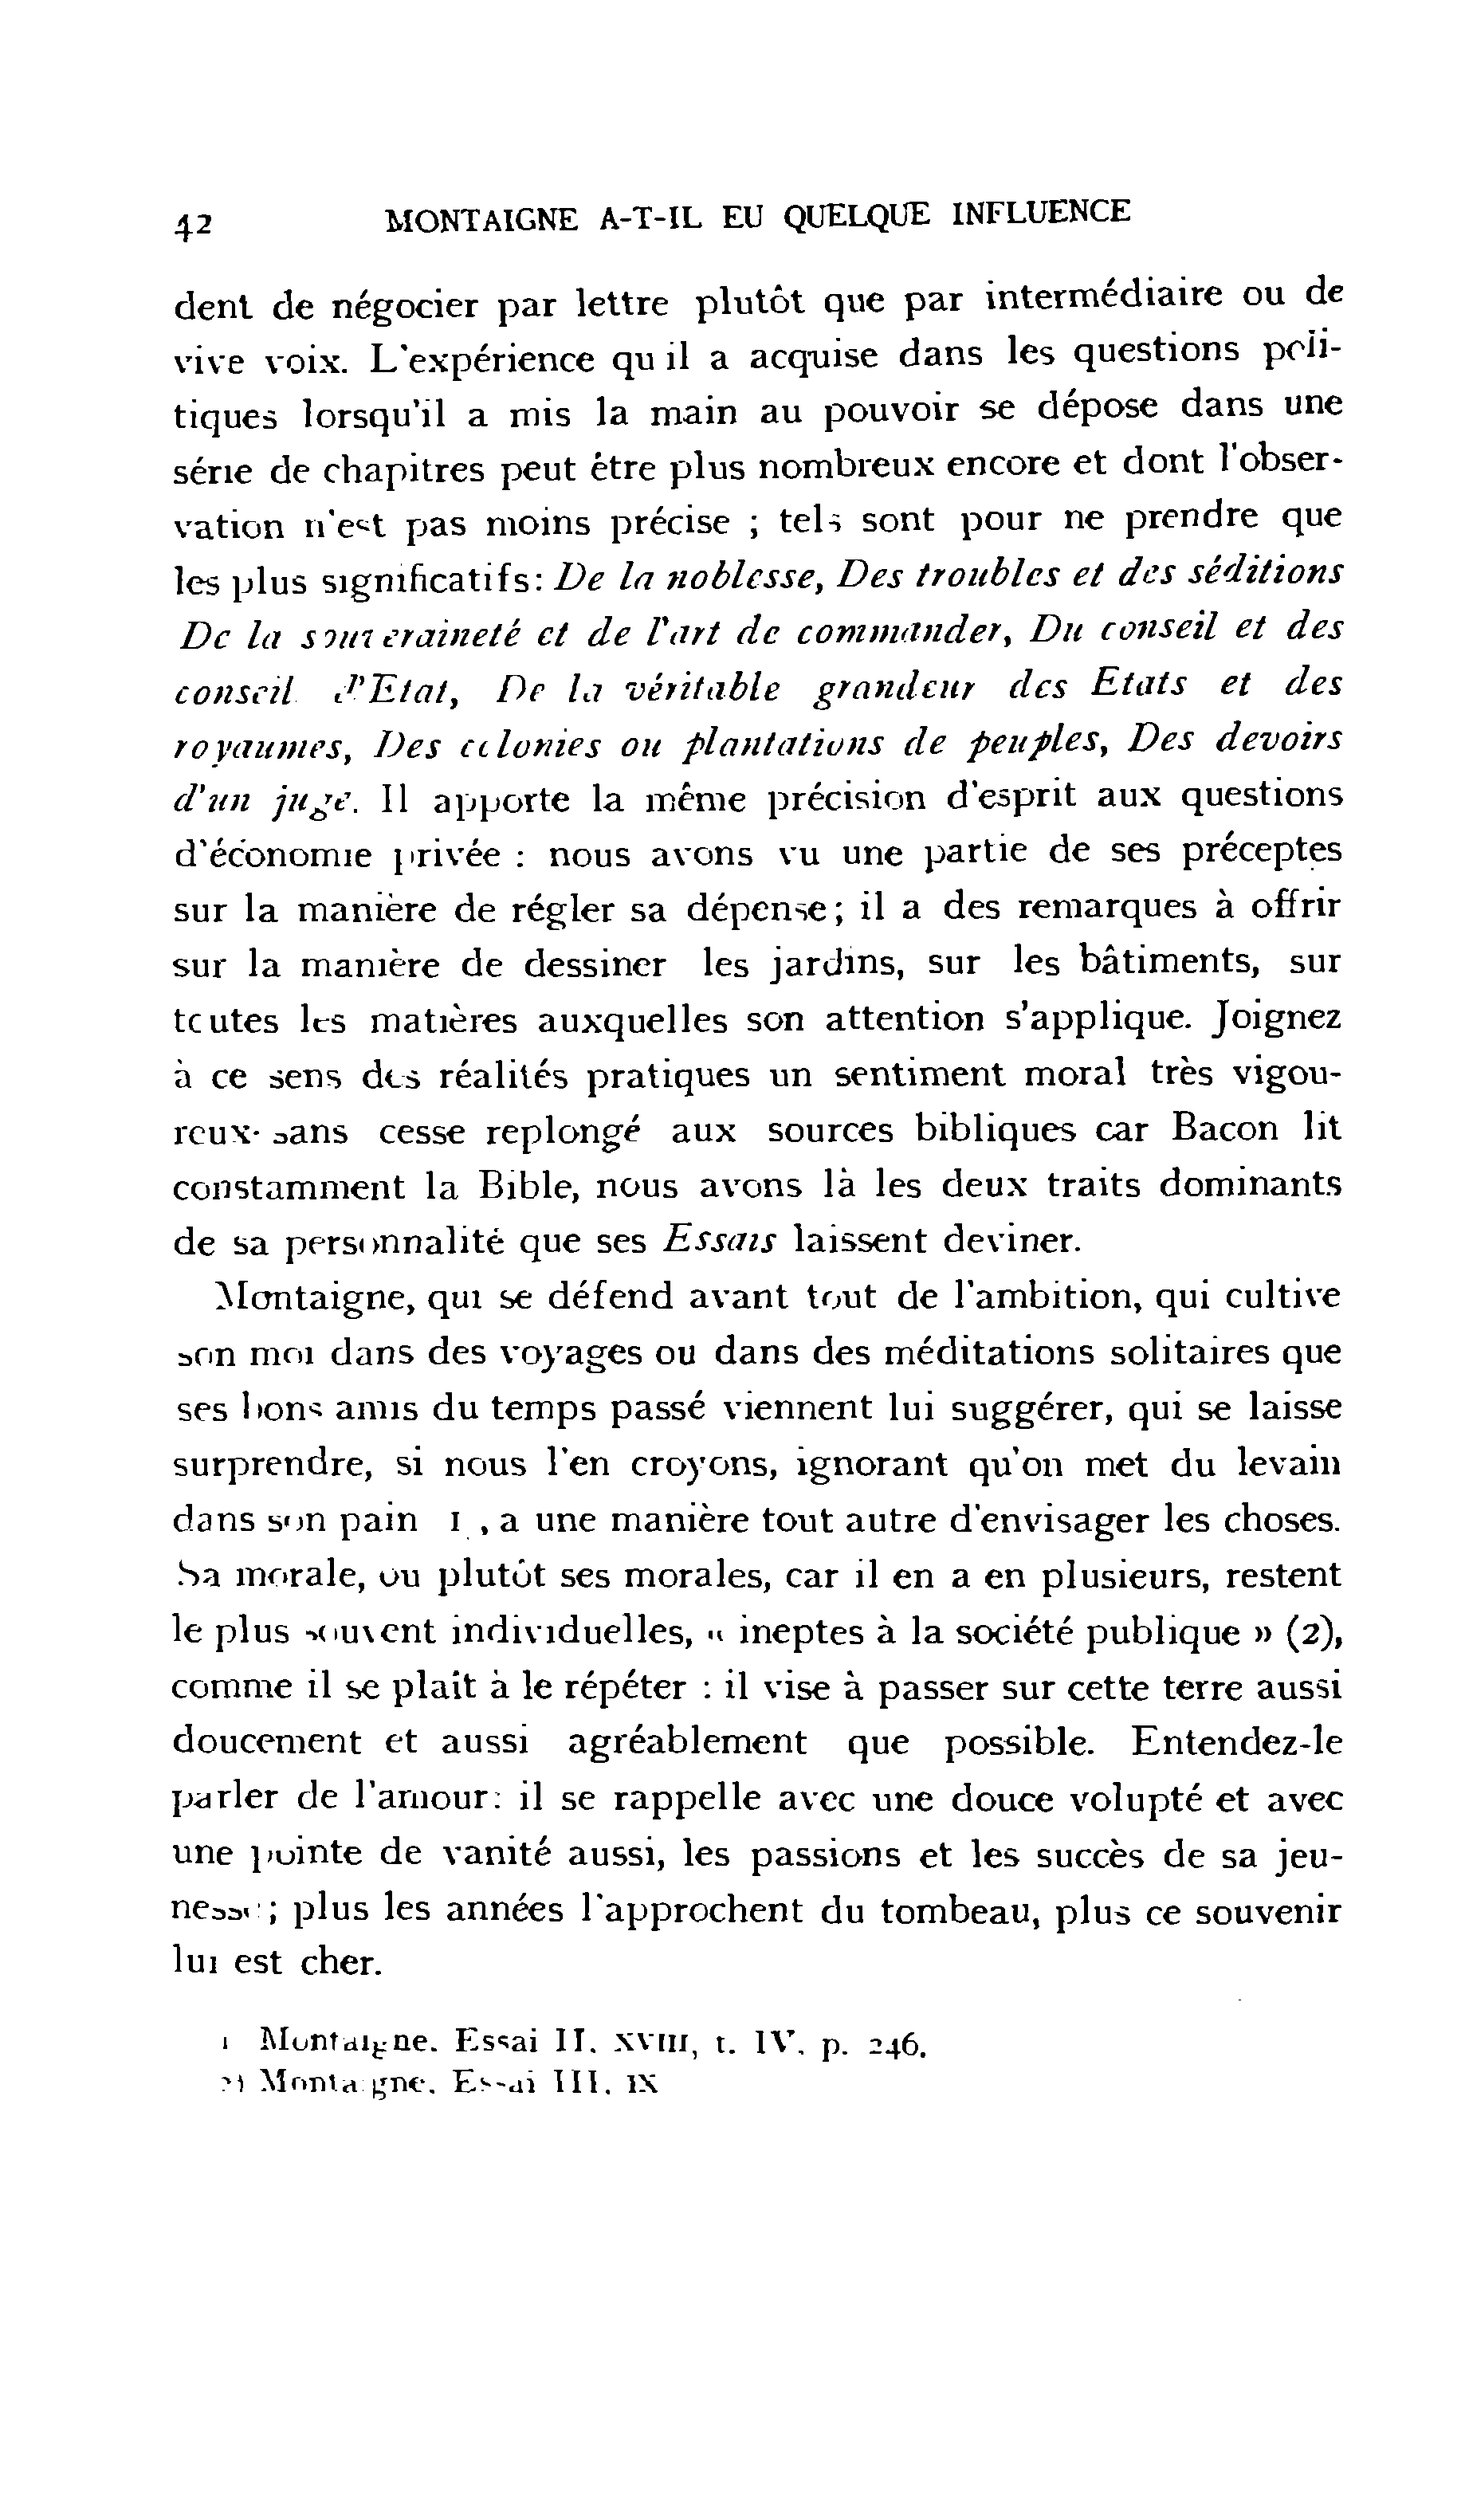 42 MONTAIGNE A-T-IL EU QUELQUE INFLUENCE
dent de négocier par lettre plutôt que par intermédiaire ou de
vive voix. L'expérience qu'il a acquise dans les questions poli-
tiques lorsqu'il a mis la main au pouvoir se dépose dans une
série de chapitres peut être plus nombreux encore et dont l'obser-
vation n'est pas moins précise ; tels sont pour ne prendre que
les plus significatifs: De la noblesse, Des troubles et des séditions
De la souveraineté et de l'art de commander, Du conseil et des
conseil d'Etat, De la véritable grandeur des Etats et des
royaumes, Des colonies ou plantations de peuples, Des devoirs
d'un juge. Il apporte la même précision d'esprit aux questions
d'économie privée : nous avons vu une partie de ses préceptes
sur la manière de régler sa dépense; il a des remarques à offrir
sur la manière de dessiner les jardins, sur les bâtiments, sur
toutes les matières auxquelles son attention s'applique. Joignez
à ce sens des réalités pratiques un sentiment moral très vigou-
reux· sans cesse replongé aux sources bibliques car Bacon lit
constamment la Bible, nous avons là les deux traits dominants
de sa personnalité que ses Essais laissent deviner.
Montaigne, qui se défend avant tout de l'ambition, qui cultive
son moi dans des voyages ou dans des méditations solitaires que
ses bons amis du temps passé viennent lui suggérer, qui se laisse
surprendre, si nous l'en croyons, ignorant qu'on met du levain
dans son pain 1 , a une manière tout autre d'envisager les choses.
Sa morale, ou plutôt ses morales, car il en a en plusieurs, restent
le plus souvent individuelles, « ineptes à la société publique » (2),
comme il se plaît à le répéter : il vise à passer sur cette terre aussi
doucement et aussi agréablement que possible. Entendez-le
parler de l'amour: il se rappelle avec une douce volupté et avec
une pointe de vanité aussi, les passions et les succès de sa jeu-
nesse ; plus les années l'approchent du tombeau, plus ce souvenir
lui est cher.
1 Montaigne. Essai II. XVIII, t. IV. p. 246.
2) Montaigne. Essai III. IX